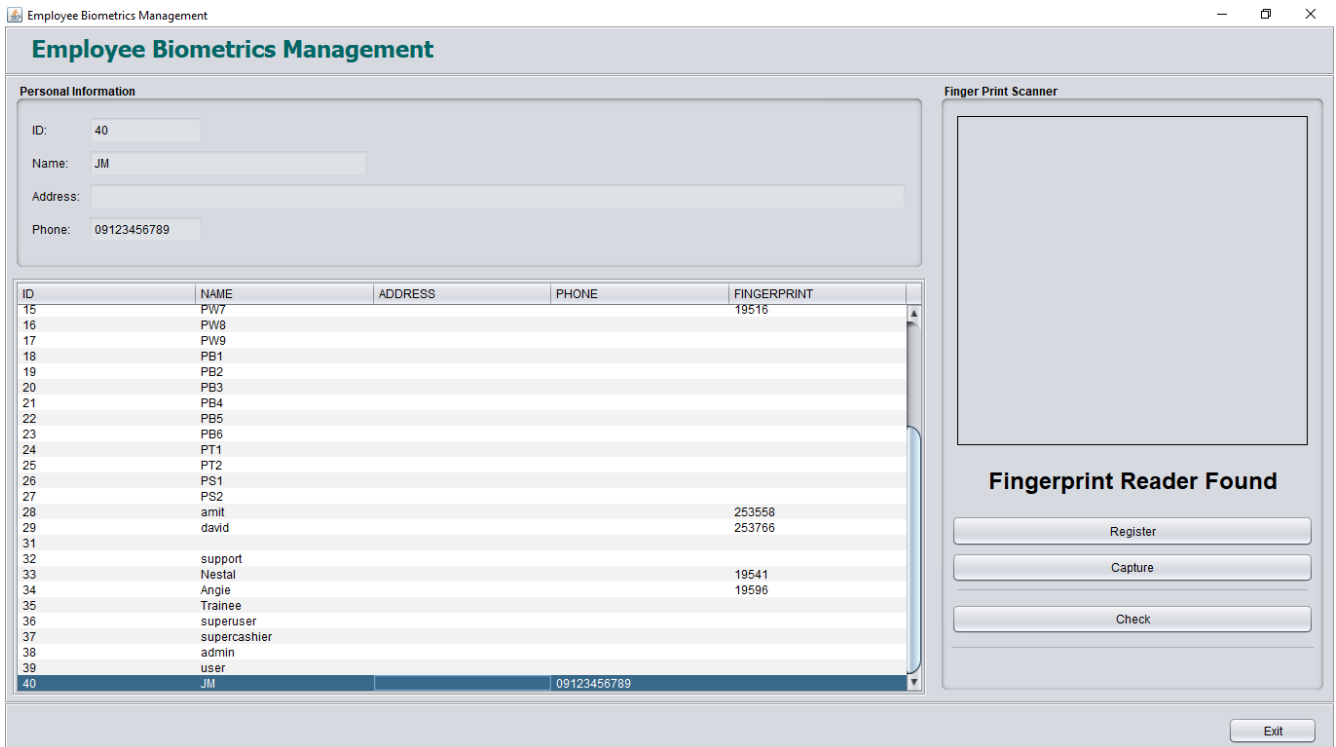 Employee Biometrics Management
Employee Biometrics Management
Personal Information
ID: 40
Name: JM
Address:
Phone: 09123456789
ID NAME ADDRESS PHONE FINGERPRINT
15 PW7 19516
16 PW8
17 PW9
18 PB1
19 PB2
20 PB3
21 PB4
22 PB5
23 PB6
24 PT1
25 PT2
26 PS1
27 PS2
28 amit 253558
29 david 253766
31
32 support
33 Nestal 19541
34 Angie 19596
35 Trainee
36 superuser
37 supercashier
38 admin
39 user
40 JM 09123456789
Finger Print Scanner
Fingerprint Reader Found
Register
Capture
Check
Exit